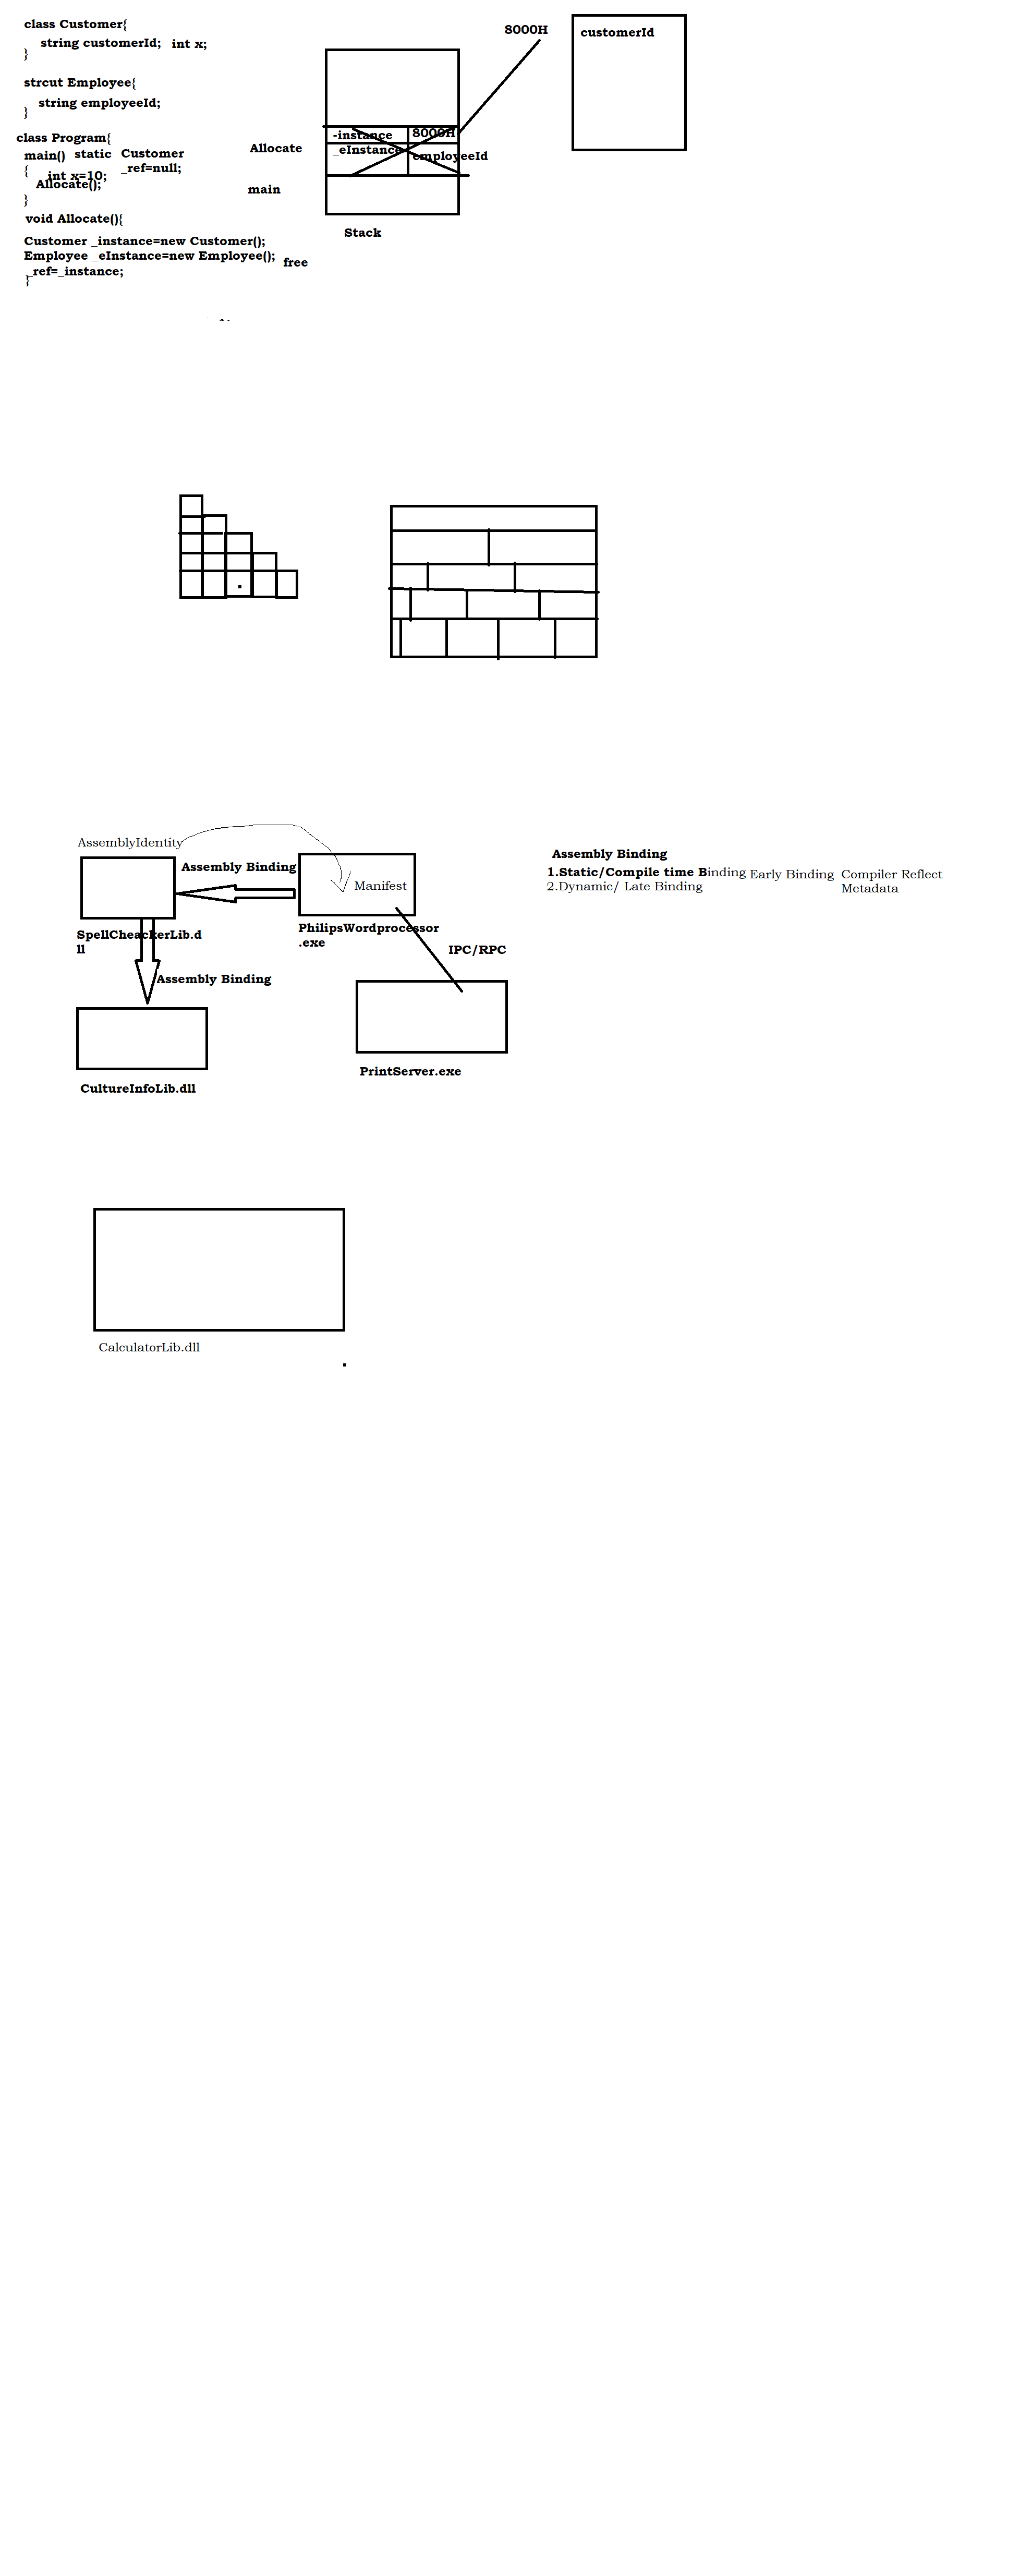 class Customer{
string customerId; int x;
}
strcut Employee{
string employeeId;
}
class Program{
main() static Customer
_ref=null;
{ int x=10;
Allocate();
}
void Allocate(){
Customer _instance=new Customer();
Employee _eInstance=new Employee();
_ref=_instance;
}
free
Allocate
main
-instance 8000H
_eInstance employeeId
Stack
8000H
customerId
AssemblyIdentity
Assembly Binding
Manifest
SpellCheackerLib.d
ll
PhilipsWordprocessor
.exe
IPC/RPC
Assembly Binding
CultureInfoLib.dll
PrintServer.exe
Assembly Binding
1.Static/Compile time Binding Early Binding Compiler Reflect
Metadata
2.Dynamic/ Late Binding
CalculatorLib.dll